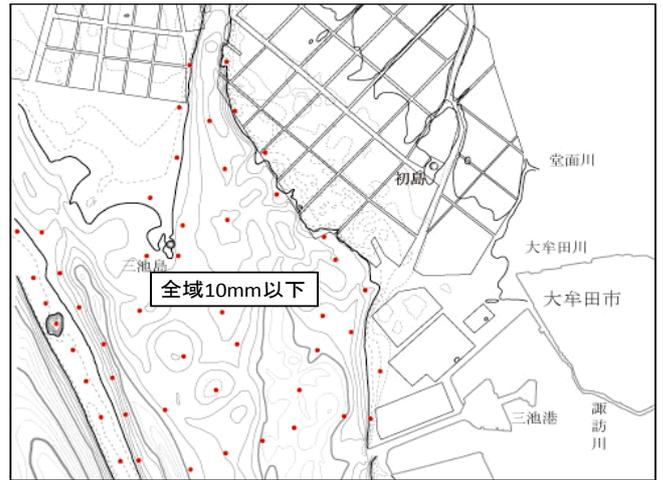 堂面川
初島
大牟田川
三池島
全域10mm以下
大牟田市
三池港
諏訪川